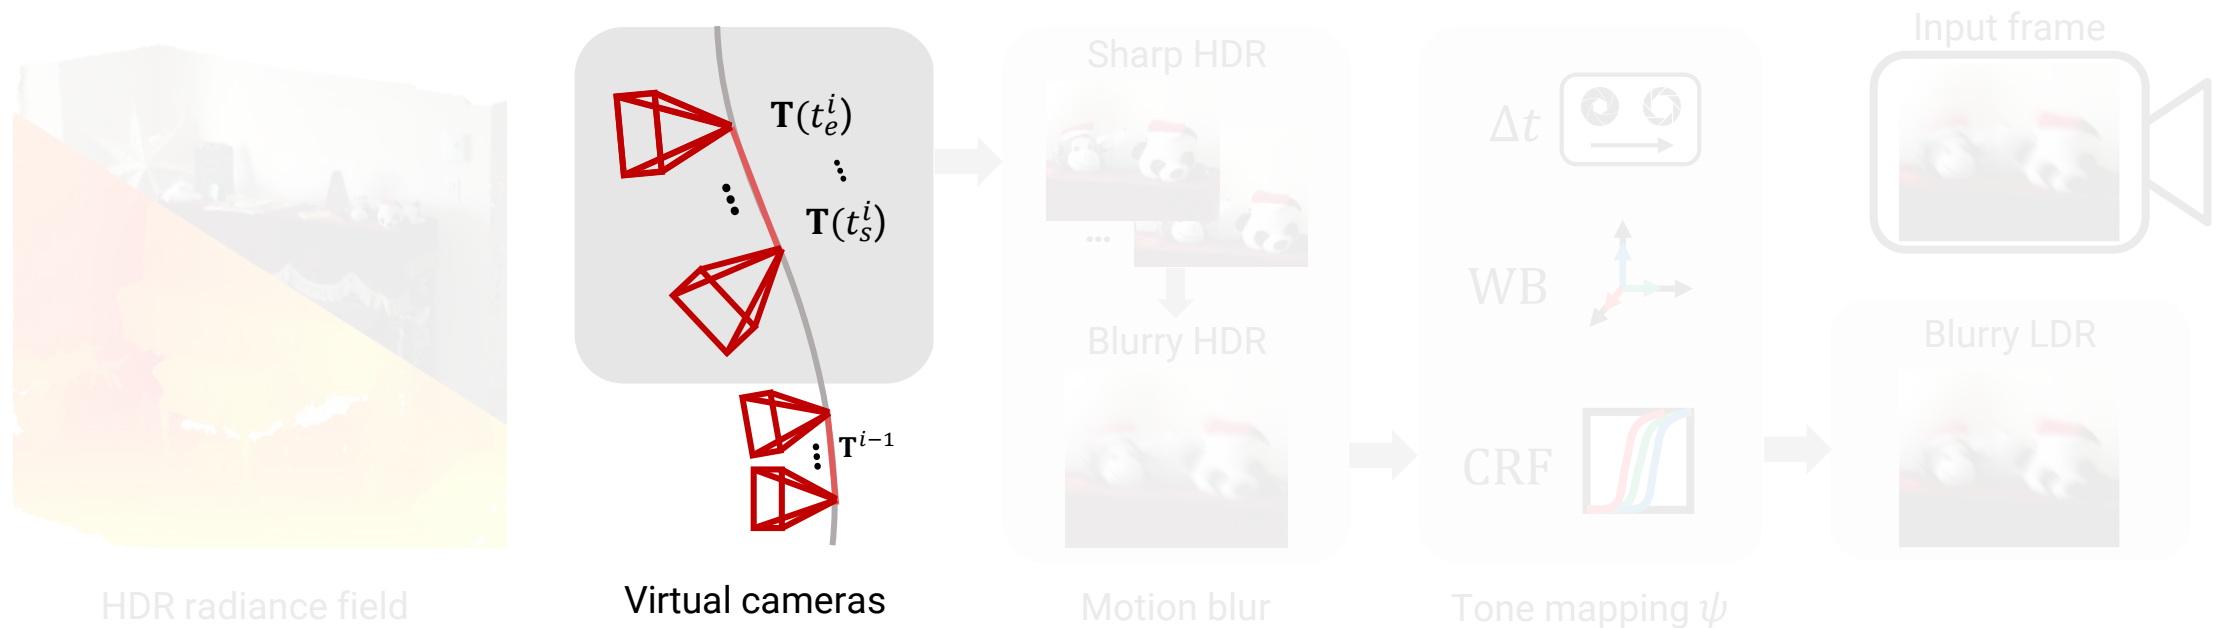 Input frame
Sharp HDR
T(t_e^i)
Δt
T(t_s^i)
WB
Blurry HDR
Blurry LDR
T^{i−1}
CRF
HDR radiance field
Virtual cameras
Motion blur
Tone mapping ψ